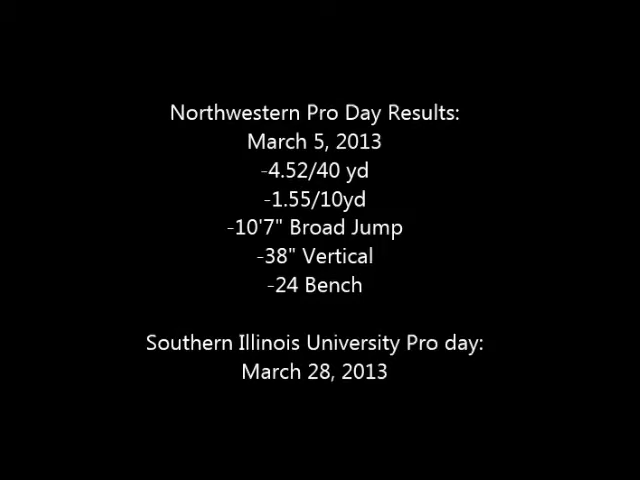 Northwestern Pro Day Results:
March 5, 2013
-4.52/40 yd
-1.55/10yd
-10'7" Broad Jump
-38" Vertical
-24 Bench
Southern Illinois University Pro day:
March 28, 2013